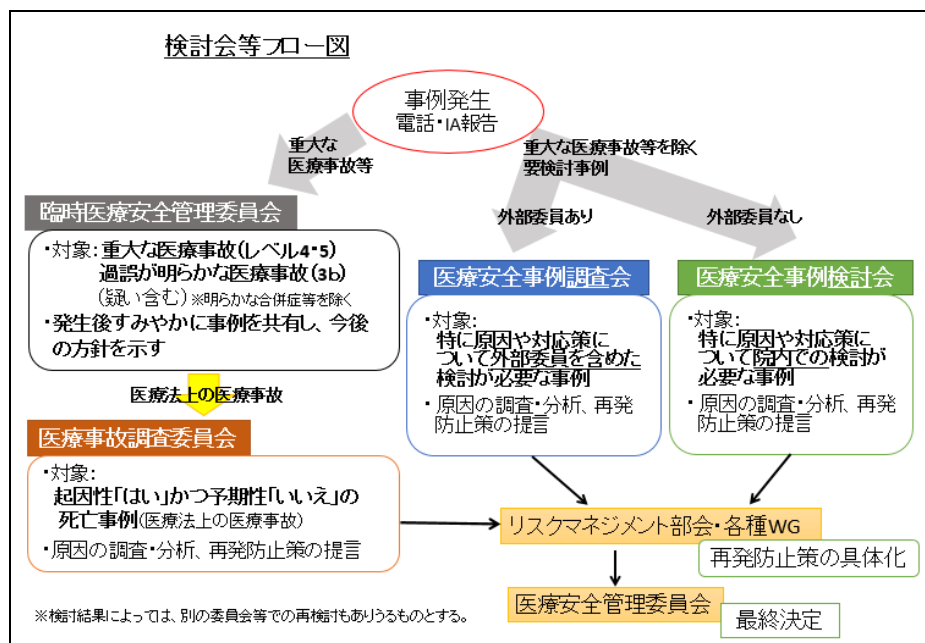 検討会等フロー図
事例発生
電話・IA報告
重大な
医療事故等
重大な医療事故等を除く
要検討事例
外部委員あり
外部委員なし
臨時医療安全管理委員会
・対象：重大な医療事故(レベル4・5)
過誤が明らかな医療事故(3b)
(疑い含む)※明らかな合併症等を除く
・発生後すみやかに事例を共有し、今後
の方針を示す
医療安全事例調査会
・対象：
特に原因や対応策に
ついて外部委員を含めた
検討が必要な事例
・原因の調査・分析、再発
防止策の提言
医療安全事例検討会
・対象：
特に原因や対応策に
ついて院内での検討が
必要な事例
・原因の調査・分析、再発
防止策の提言
医療法上の医療事故
医療事故調査委員会
・対象：
起因性「はい」かつ予期性「いいえ」の
死亡事例(医療法上の医療事故)
・原因の調査・分析、再発防止策の提言
リスクマネジメント部会・各種WG
再発防止策の具体化
医療安全管理委員会
最終決定
※検討結果によっては、別の委員会等での再検討もありうるものとする。